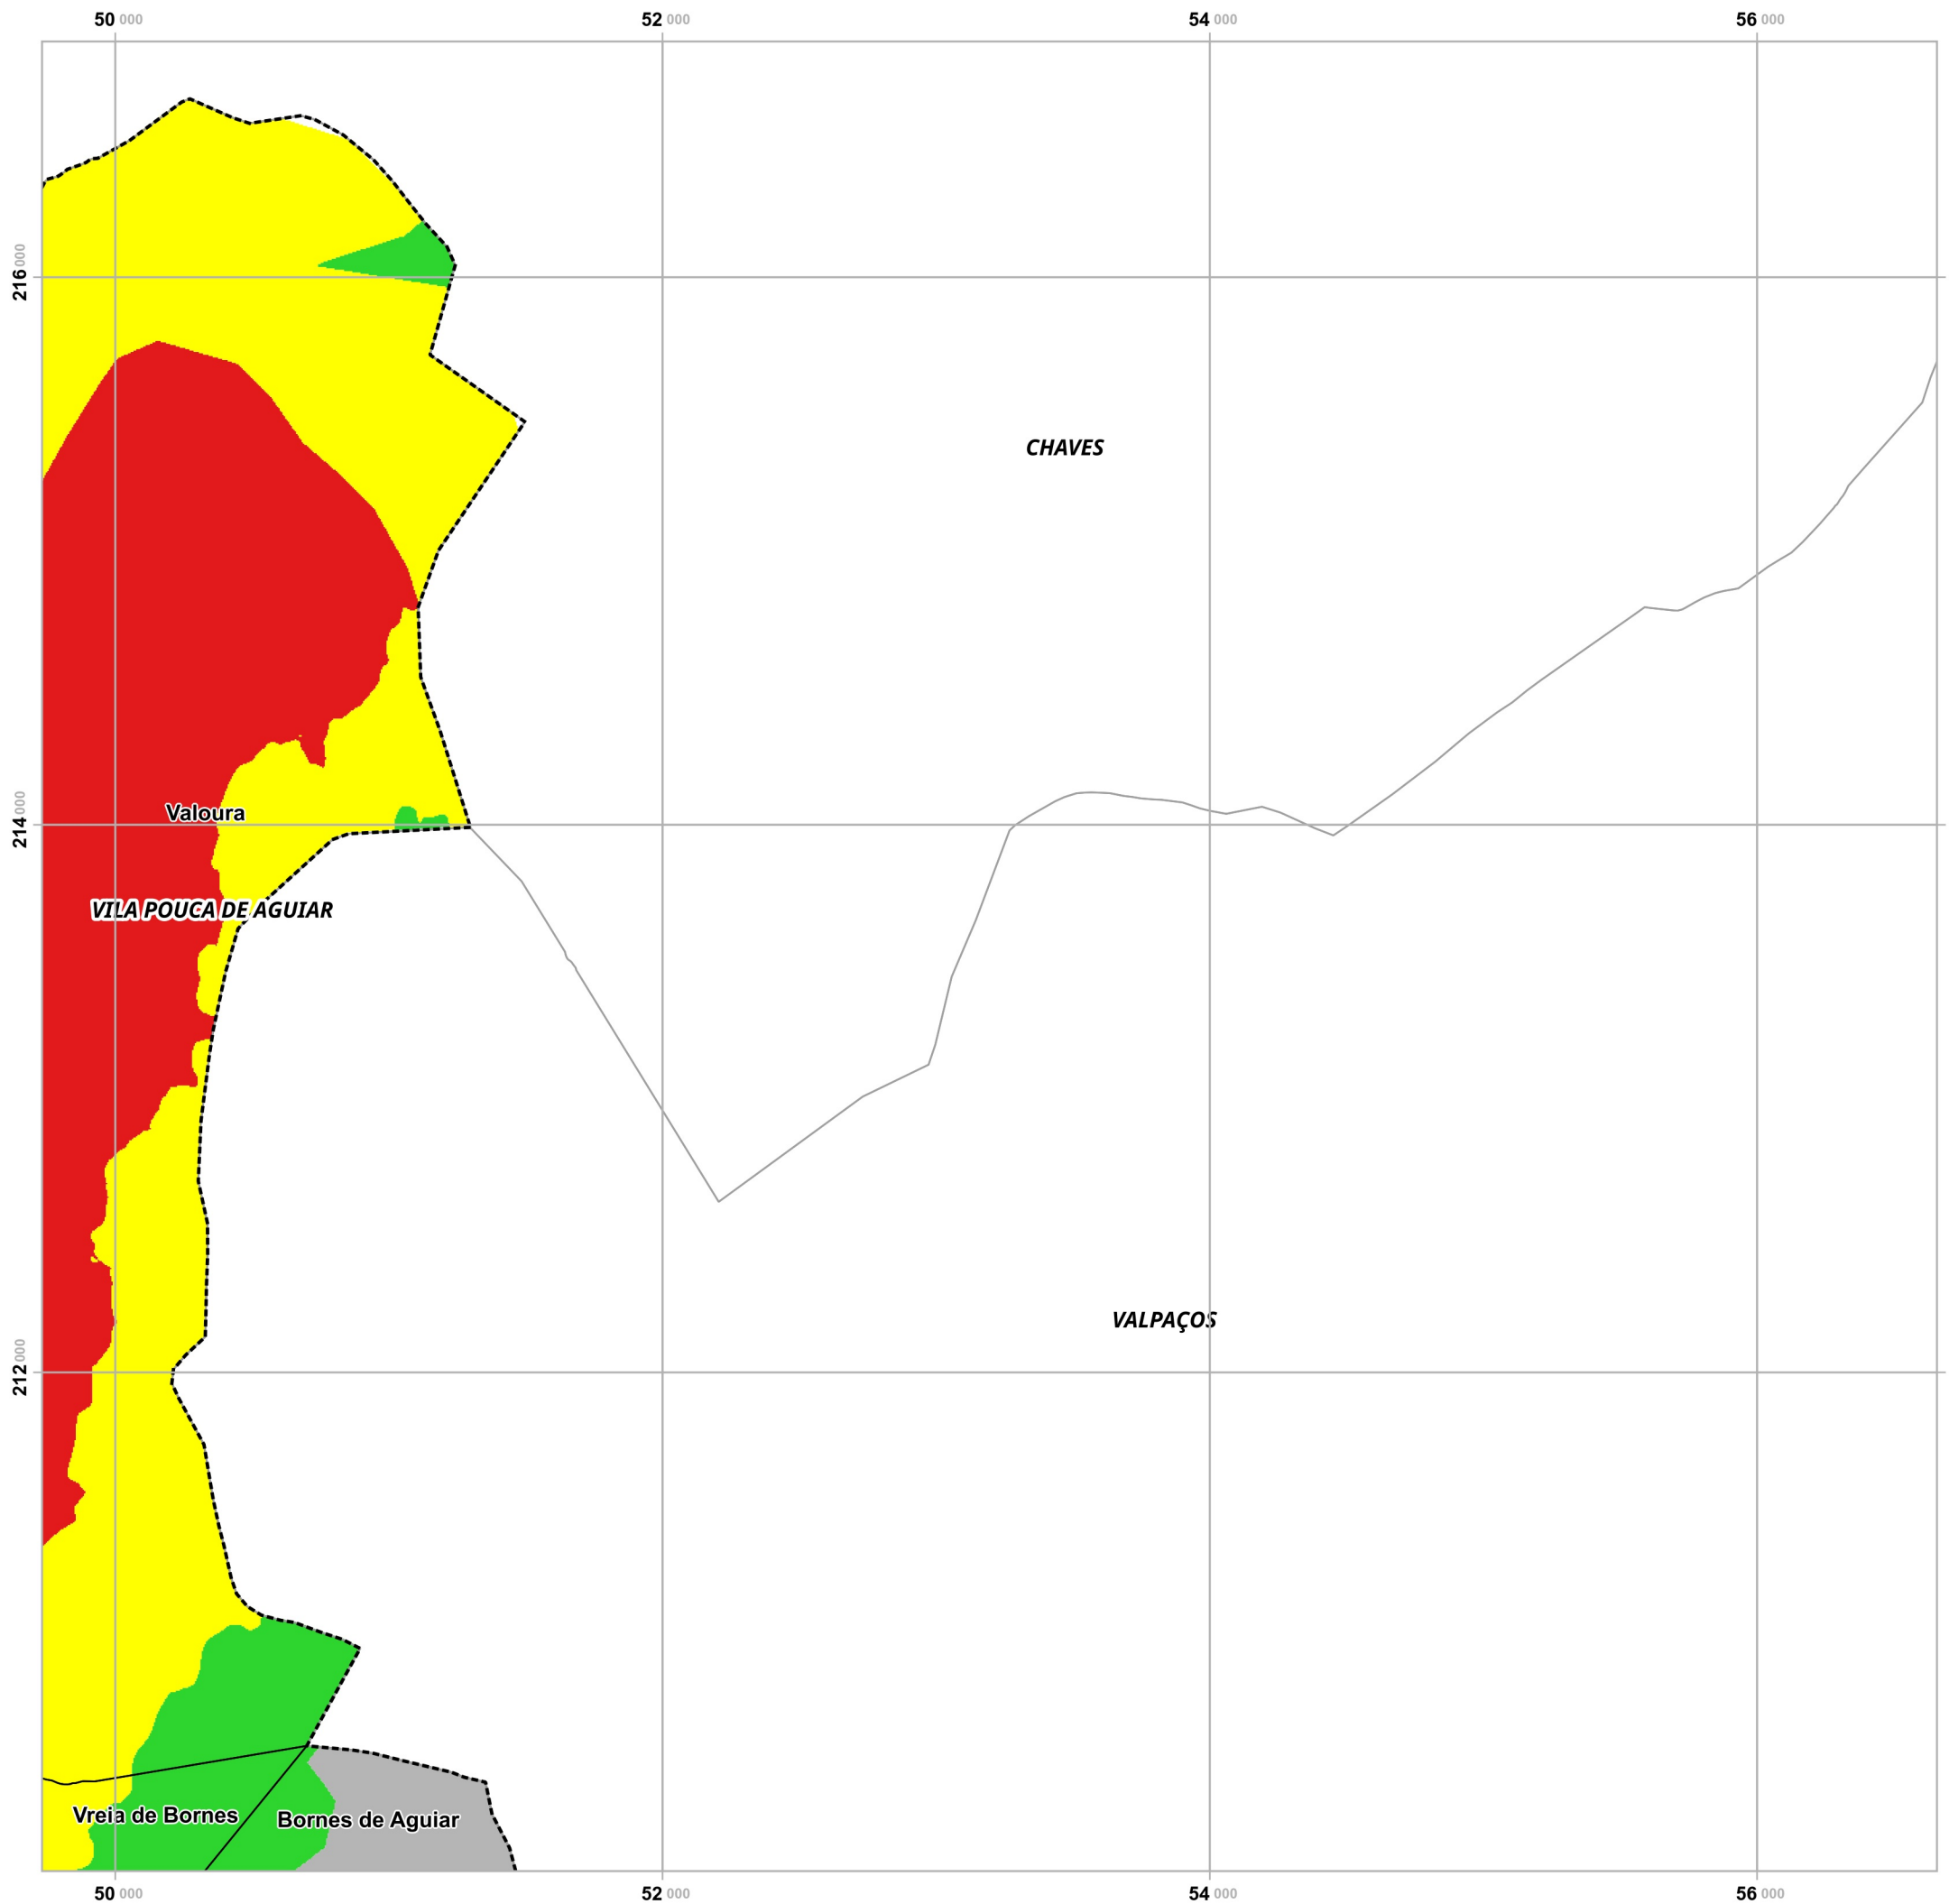 50 000 52 000 54 000 56 000
216 000
CHAVES
Valoura
214 000
VILA POUCA DE AGUIAR
VALPAÇOS
212 000
Vreia de Bornes
Bornes de Aguiar
50 000 52 000 54 000 56 000